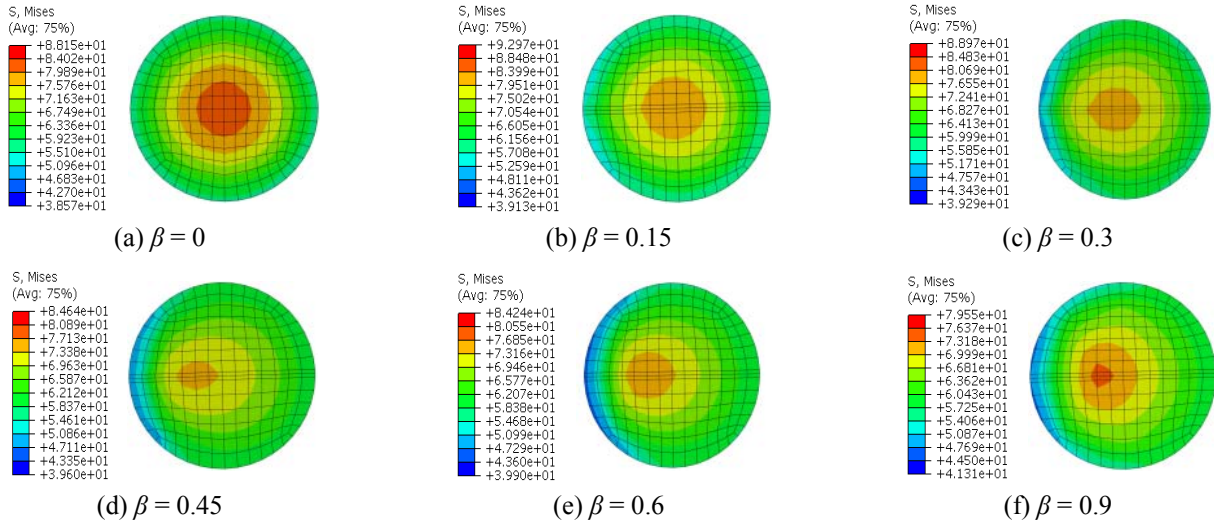 S, Mises
(Avg: 75%)
+8.815e+01
+8.402e+01
+7.989e+01
+7.576e+01
+7.163e+01
+6.749e+01
+6.336e+01
+5.923e+01
+5.510e+01
+5.096e+01
+4.683e+01
+4.270e+01
+3.857e+01
(a) β = 0
S, Mises
(Avg: 75%)
+9.297e+01
+8.848e+01
+8.399e+01
+7.951e+01
+7.502e+01
+7.054e+01
+6.605e+01
+6.156e+01
+5.708e+01
+5.259e+01
+4.811e+01
+4.362e+01
+3.913e+01
(b) β = 0.15
S, Mises
(Avg: 75%)
+8.897e+01
+8.483e+01
+8.069e+01
+7.655e+01
+7.241e+01
+6.827e+01
+6.413e+01
+5.999e+01
+5.585e+01
+5.171e+01
+4.757e+01
+4.343e+01
+3.929e+01
(c) β = 0.3
S, Mises
(Avg: 75%)
+8.464e+01
+8.089e+01
+7.713e+01
+7.338e+01
+6.963e+01
+6.587e+01
+6.212e+01
+5.837e+01
+5.461e+01
+5.086e+01
+4.711e+01
+4.335e+01
+3.960e+01
(d) β = 0.45
S, Mises
(Avg: 75%)
+8.424e+01
+8.055e+01
+7.685e+01
+7.316e+01
+6.946e+01
+6.577e+01
+6.207e+01
+5.838e+01
+5.468e+01
+5.099e+01
+4.729e+01
+4.360e+01
+3.990e+01
(e) β = 0.6
S, Mises
(Avg: 75%)
+7.955e+01
+7.637e+01
+7.318e+01
+6.999e+01
+6.681e+01
+6.362e+01
+6.043e+01
+5.725e+01
+5.406e+01
+5.087e+01
+4.769e+01
+4.450e+01
+4.131e+01
(f) β = 0.9